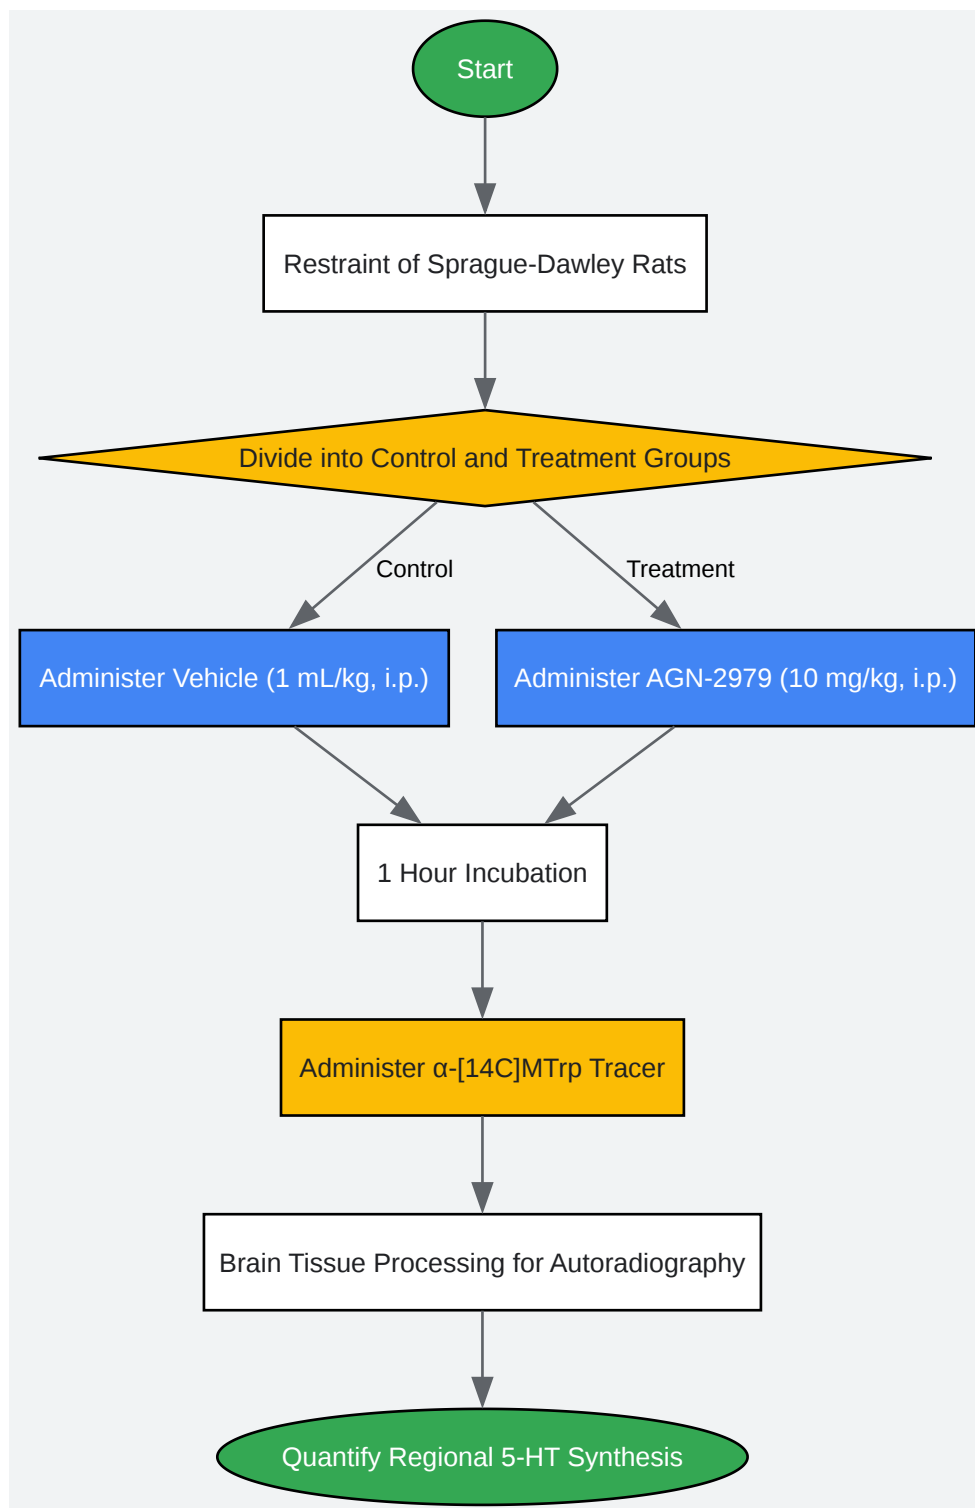 Start
Restraint of Sprague-Dawley Rats
Divide into Control and Treatment Groups
Control
Treatment
Administer Vehicle (1 mL/kg, i.p.)
Administer AGN-2979 (10 mg/kg, i.p.)
1 Hour Incubation
Administer α-[14C]MTrp Tracer
Brain Tissue Processing for Autoradiography
Quantify Regional 5-HT Synthesis